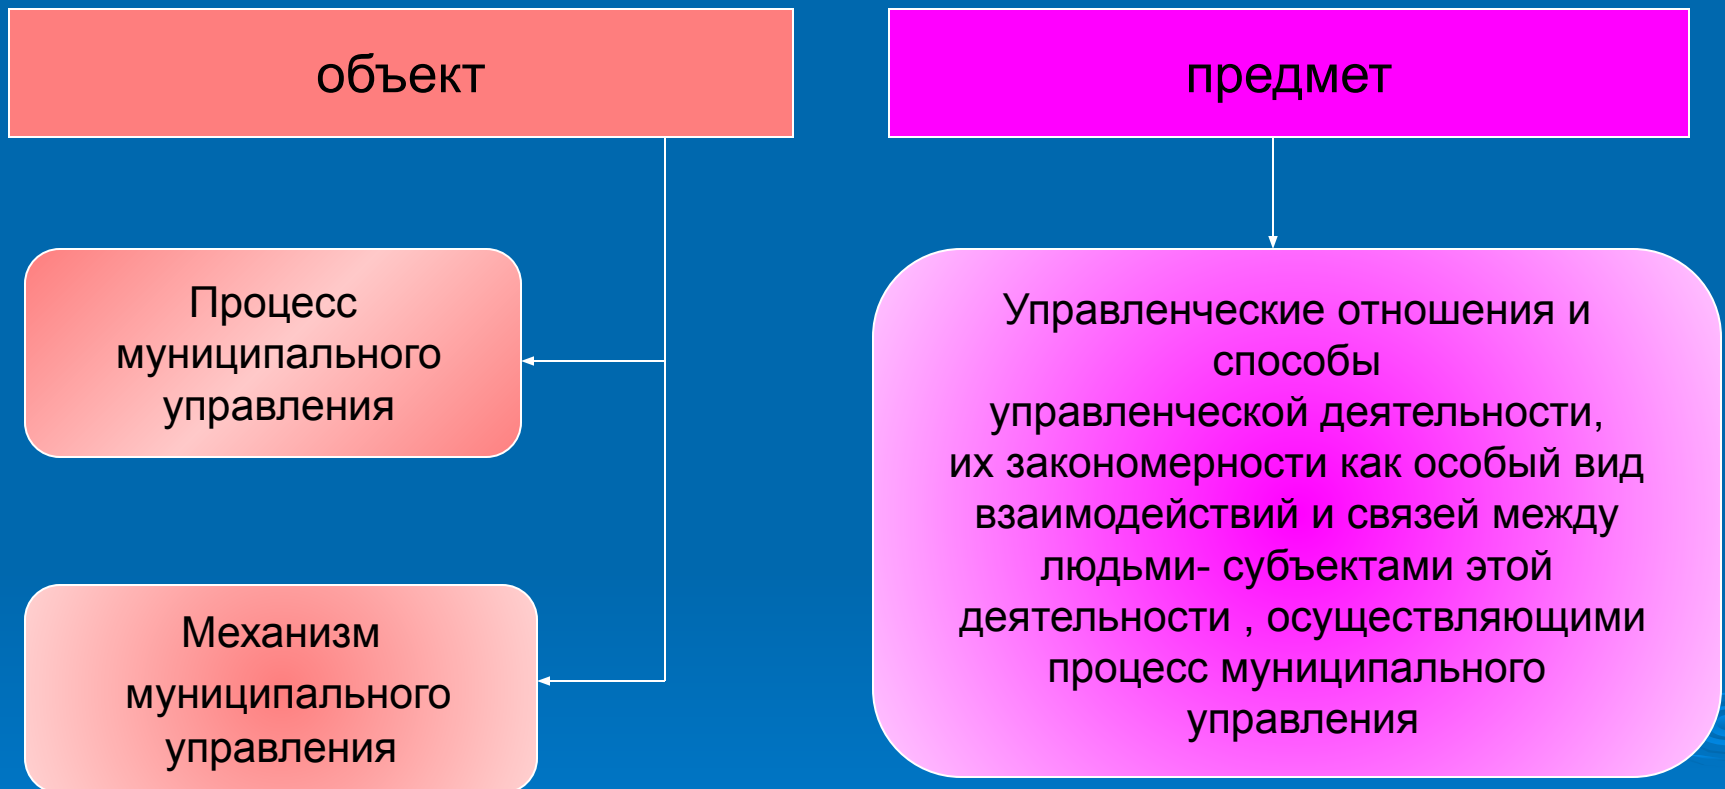 объект
предмет
Процесс
муниципального
управления
Механизм
муниципального
управления
Управленческие отношения и
способы
управленческой деятельности,
их закономерности как особый вид
взаимодействий и связей между
людьми- субъектами этой
деятельности , осуществляющими
процесс муниципального
управления